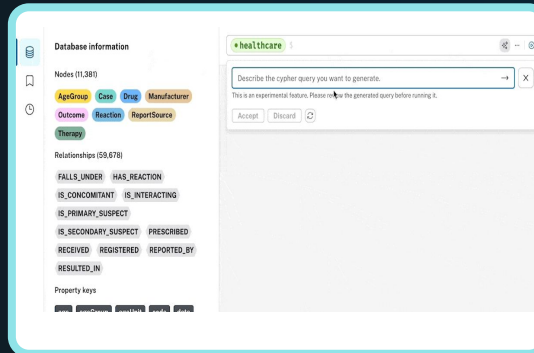 Database information
Nodes (11,381)
AgeGroup Case Drug Manufacturer
Outcome Reaction ReportSource
Therapy
Relationships (59,678)
FALLS_UNDER HAS_REACTION
IS_CONCOMITANT IS_INTERACTING
IS_PRIMARY_SUSPECT
IS_SECONDARY_SUSPECT PRESCRIBED
RECEIVED REGISTERED REPORTED_BY
RESULTED_IN
Property keys
healthcare 1
Describe the cypher query you want to generate.
X
This is an experimental feature. Please review the generated query before running it.
Accept Discard